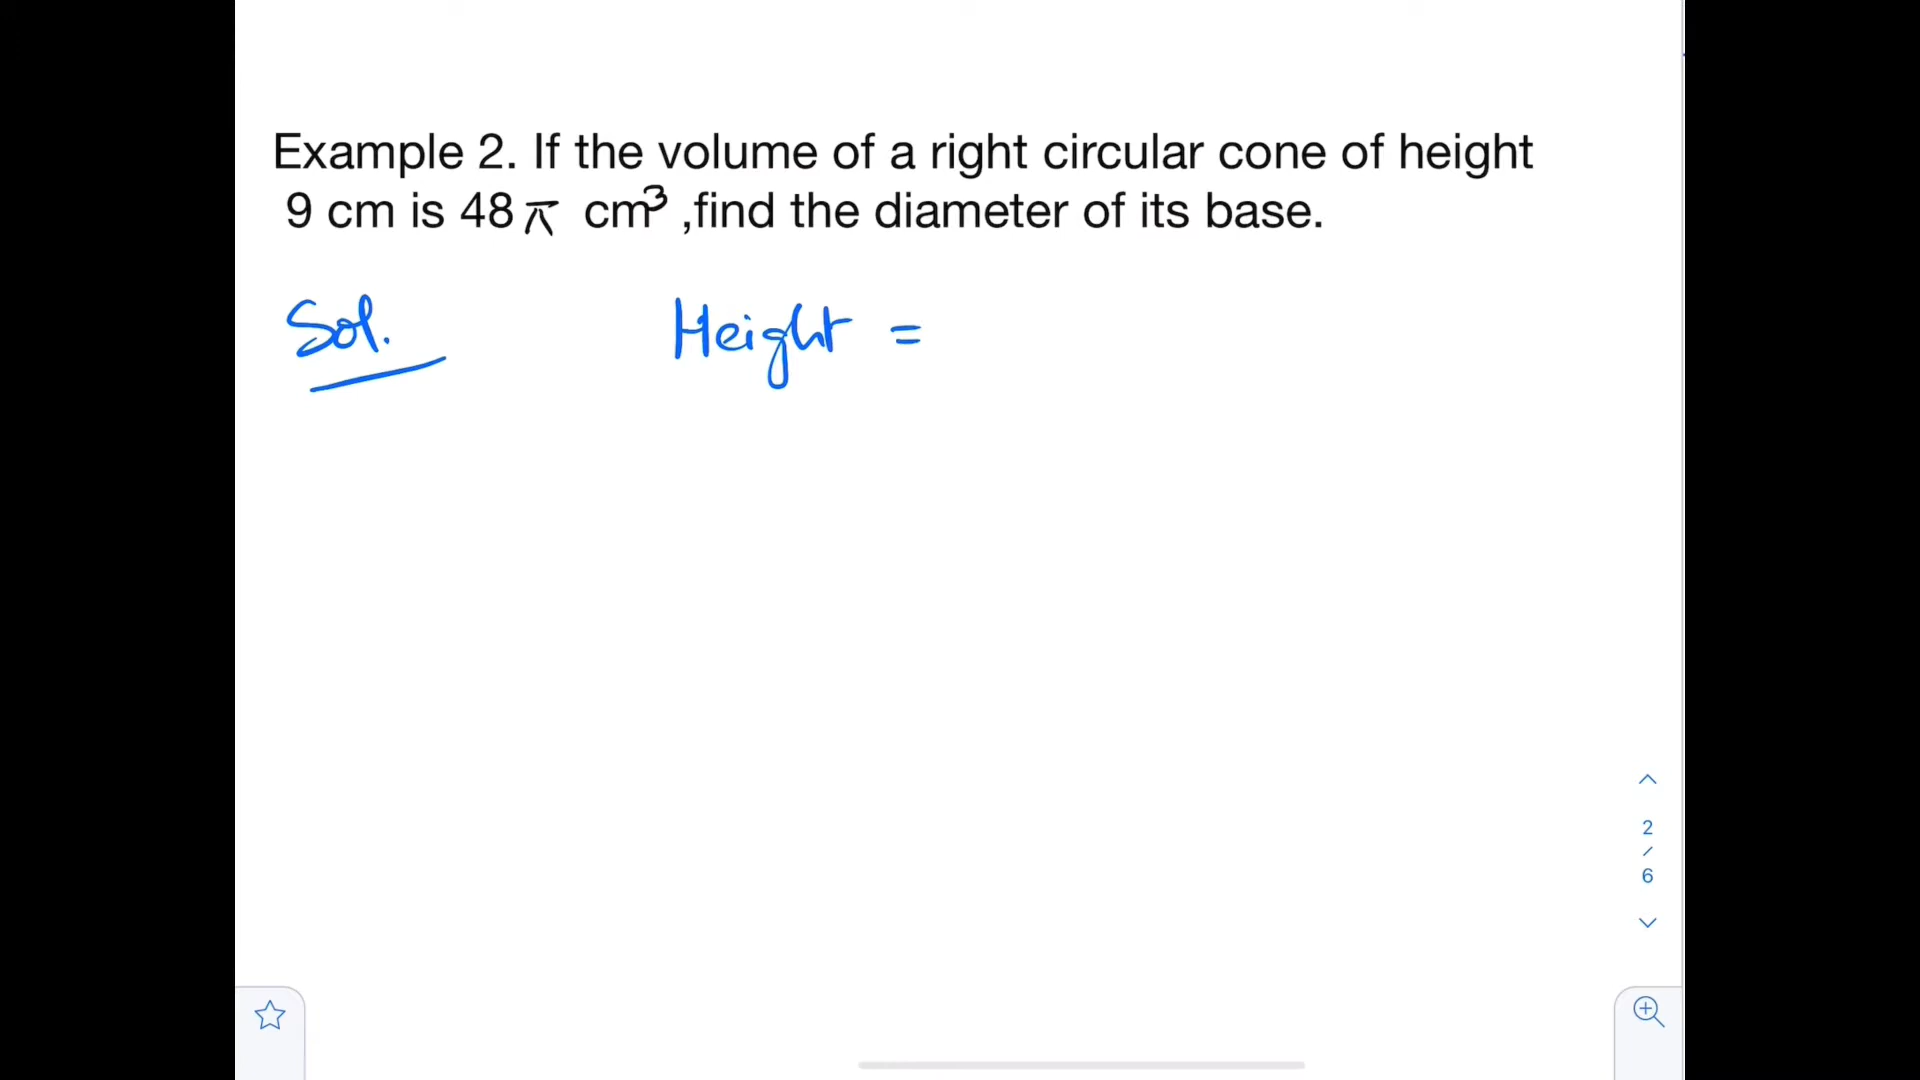 Example 2. If the volume of a right circular cone of height
9 cm is 48 π cm³ ,find the diameter of its base.
Sol. Height =
2
/
6